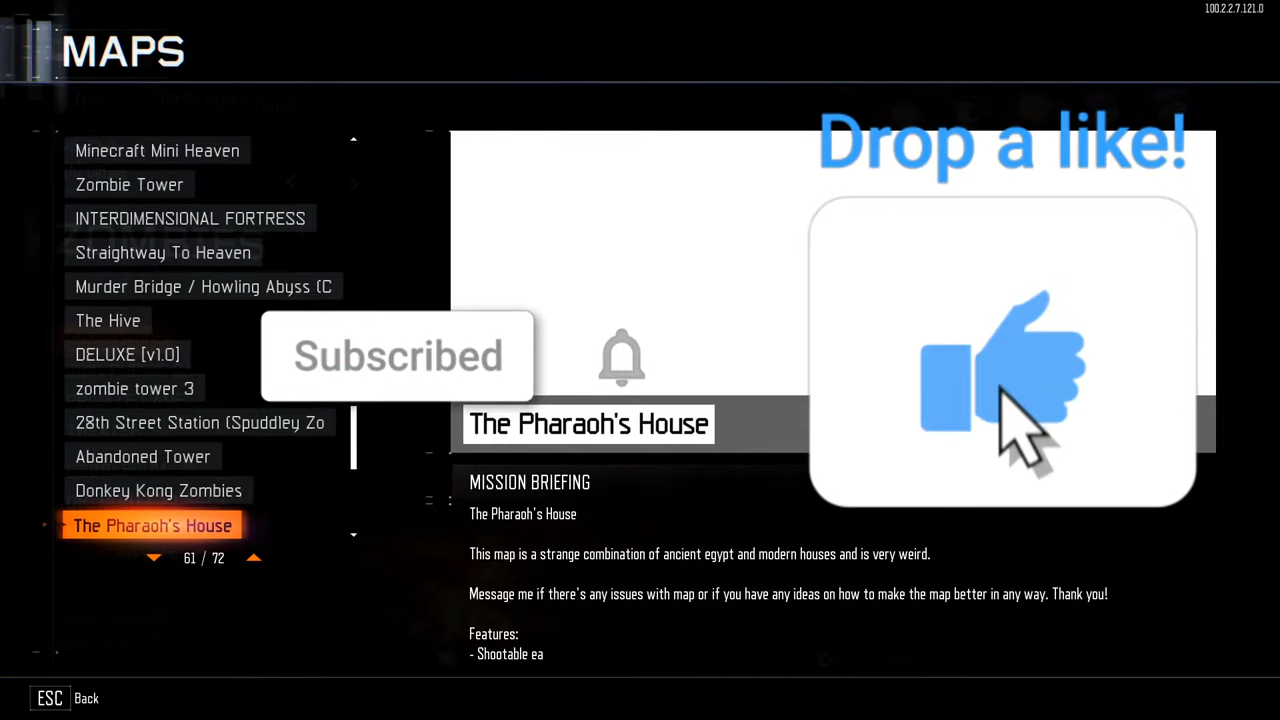 100.2.2.7.121.0
MAPS
Minecraft Mini Heaven
Zombie Tower
INTERDIMENSIONAL FORTRESS
Straightway To Heaven
Murder Bridge / Howling Abyss (C
The Hive
DELUXE [v1.0]
zombie tower 3
28th Street Station (Spuddley Zo
Abandoned Tower
Donkey Kong Zombies
The Pharaoh's House
61 / 72
Drop a like!
Subscribed
The Pharaoh's House
MISSION BRIEFING
The Pharaoh's House
This map is a strange combination of ancient egypt and modern houses and is very weird.
Message me if there's any issues with map or if you have any ideas on how to make the map better in any way. Thank you!
Features:
- Shootable ea
ESC Back